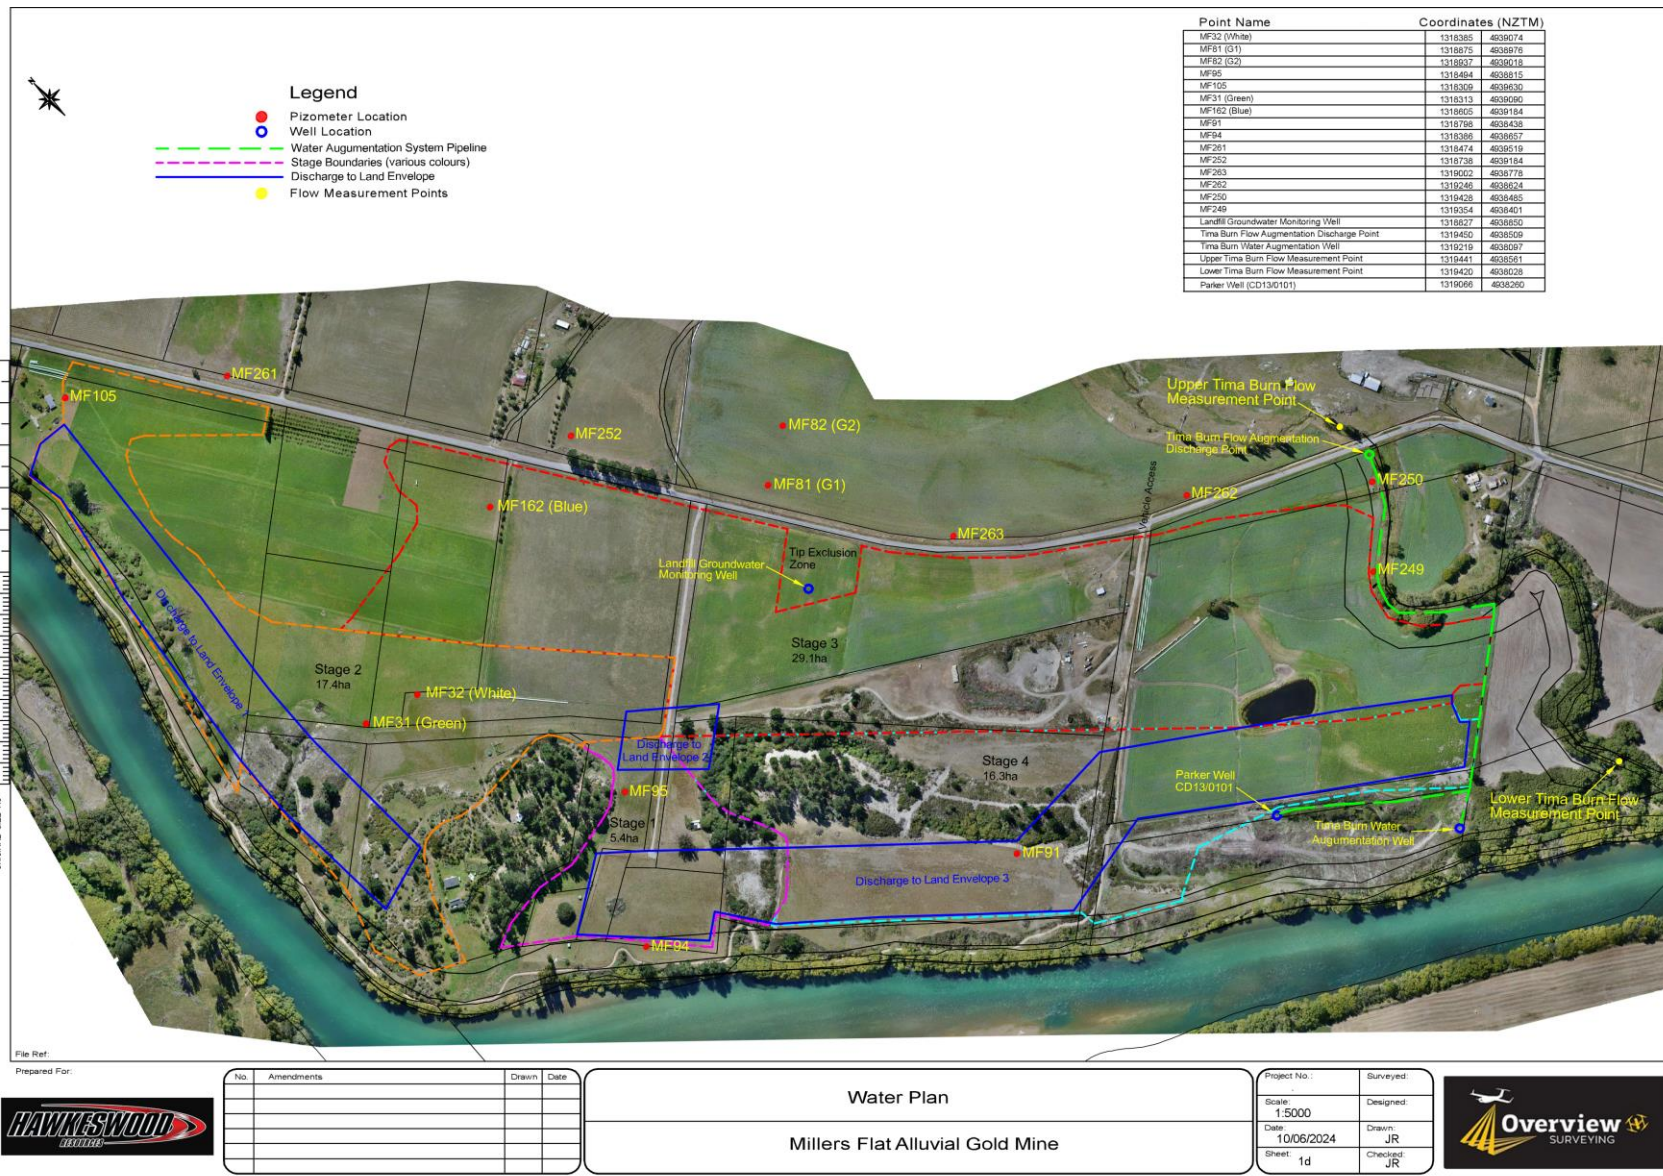 Point Name Coordinates (NZTM)
MF32 (White) 1318385 4939074
MF81 (G1) 1318875 4938976
MF82 (G2) 1318937 4939018
MF95 1318494 4938815
MF105 1318309 4939630
MF31 (Green) 1318313 4939090
MF162 (Blue) 1318605 4939184
MF91 1318798 4938438
MF94 1318386 4938657
MF261 1318474 4939519
MF252 1318738 4939184
MF263 1319002 4938778
MF262 1319246 4938624
MF250 1319428 4938485
MF249 1319354 4938401
Landfill Groundwater Monitoring Well 1318827 4938850
Tima Burn Flow Augmentation Discharge Point 1319450 4938509
Tima Burn Water Augmentation Well 1319219 4938097
Upper Tima Burn Flow Measurement Point 1319441 4938561
Lower Tima Burn Flow Measurement Point 1319420 4938028
Parker Well (CD13/0101) 1319066 4938260
Legend
Pizometer Location
Well Location
Water Augumentation System Pipeline
Stage Boundaries (various colours)
Discharge to Land Envelope
Flow Measurement Points
MF261
MF105
MF252
MF82 (G2)
MF81 (G1)
MF162 (Blue)
MF263
MF262
Vehicle Access
Upper Tima Burn Flow
Measurement Point
Tima Burn Flow Augmentation
Discharge Point
MF250
MF249
Tip Exclusion
Zone
Landfill Groundwater
Monitoring Well
Discharge to Land Envelope 1
Stage 2
17.4ha
Stage 3
29.1ha
MF32 (White)
MF31 (Green)
Discharge to
Land Envelope 2
Stage 4
16.3ha
MF95
Stage 1
5.4ha
Parker Well
CD13/0101
Tima Burn Water
Augumentation Well
Lower Tima Burn Flow
Measurement Point
MF91
Discharge to Land Envelope 3
MF94
File Ref:
Prepared For:
HAWKESWOOD
RESOURCES
No. Amendments Drawn Date
Water Plan
Millers Flat Alluvial Gold Mine
Project No.: Surveyed:
Scale: Designed:
1:5000
Date: Drawn:
10/06/2024 JR
Sheet: Checked:
1d JR
Overview
SURVEYING